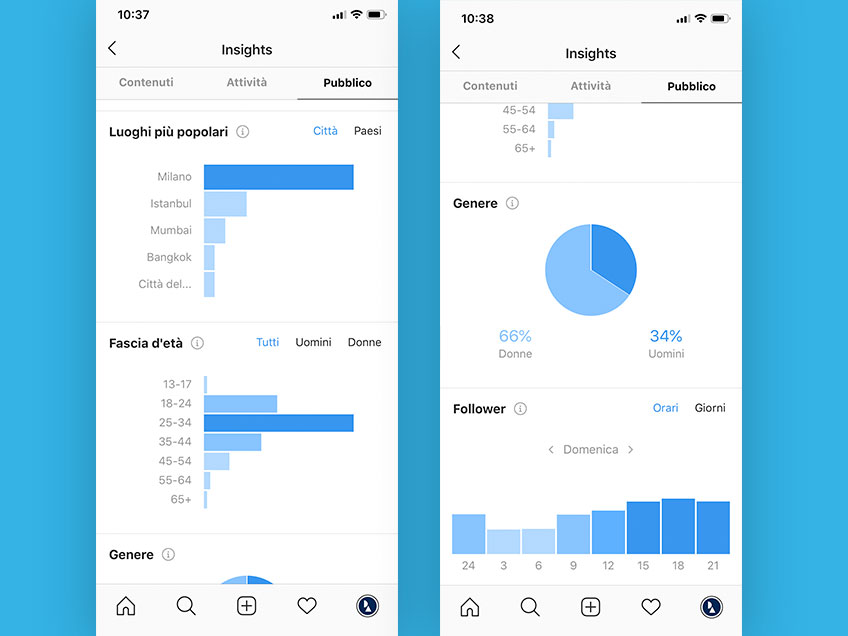 10:37
Insights
Contenuti Attività Pubblico
Luoghi più popolari Città Paesi
Milano
Istanbul
Mumbai
Bangkok
Città del...
Fascia d'età Tutti Uomini Donne
13-17
18-24
25-34
35-44
45-54
55-64
65+
Genere
10:38
Insights
Contenuti Attività Pubblico
45-54
55-64
65+
Genere
66% 34%
Donne Uomini
Follower Orari Giorni
Domenica
24 3 6 9 12 15 18 21